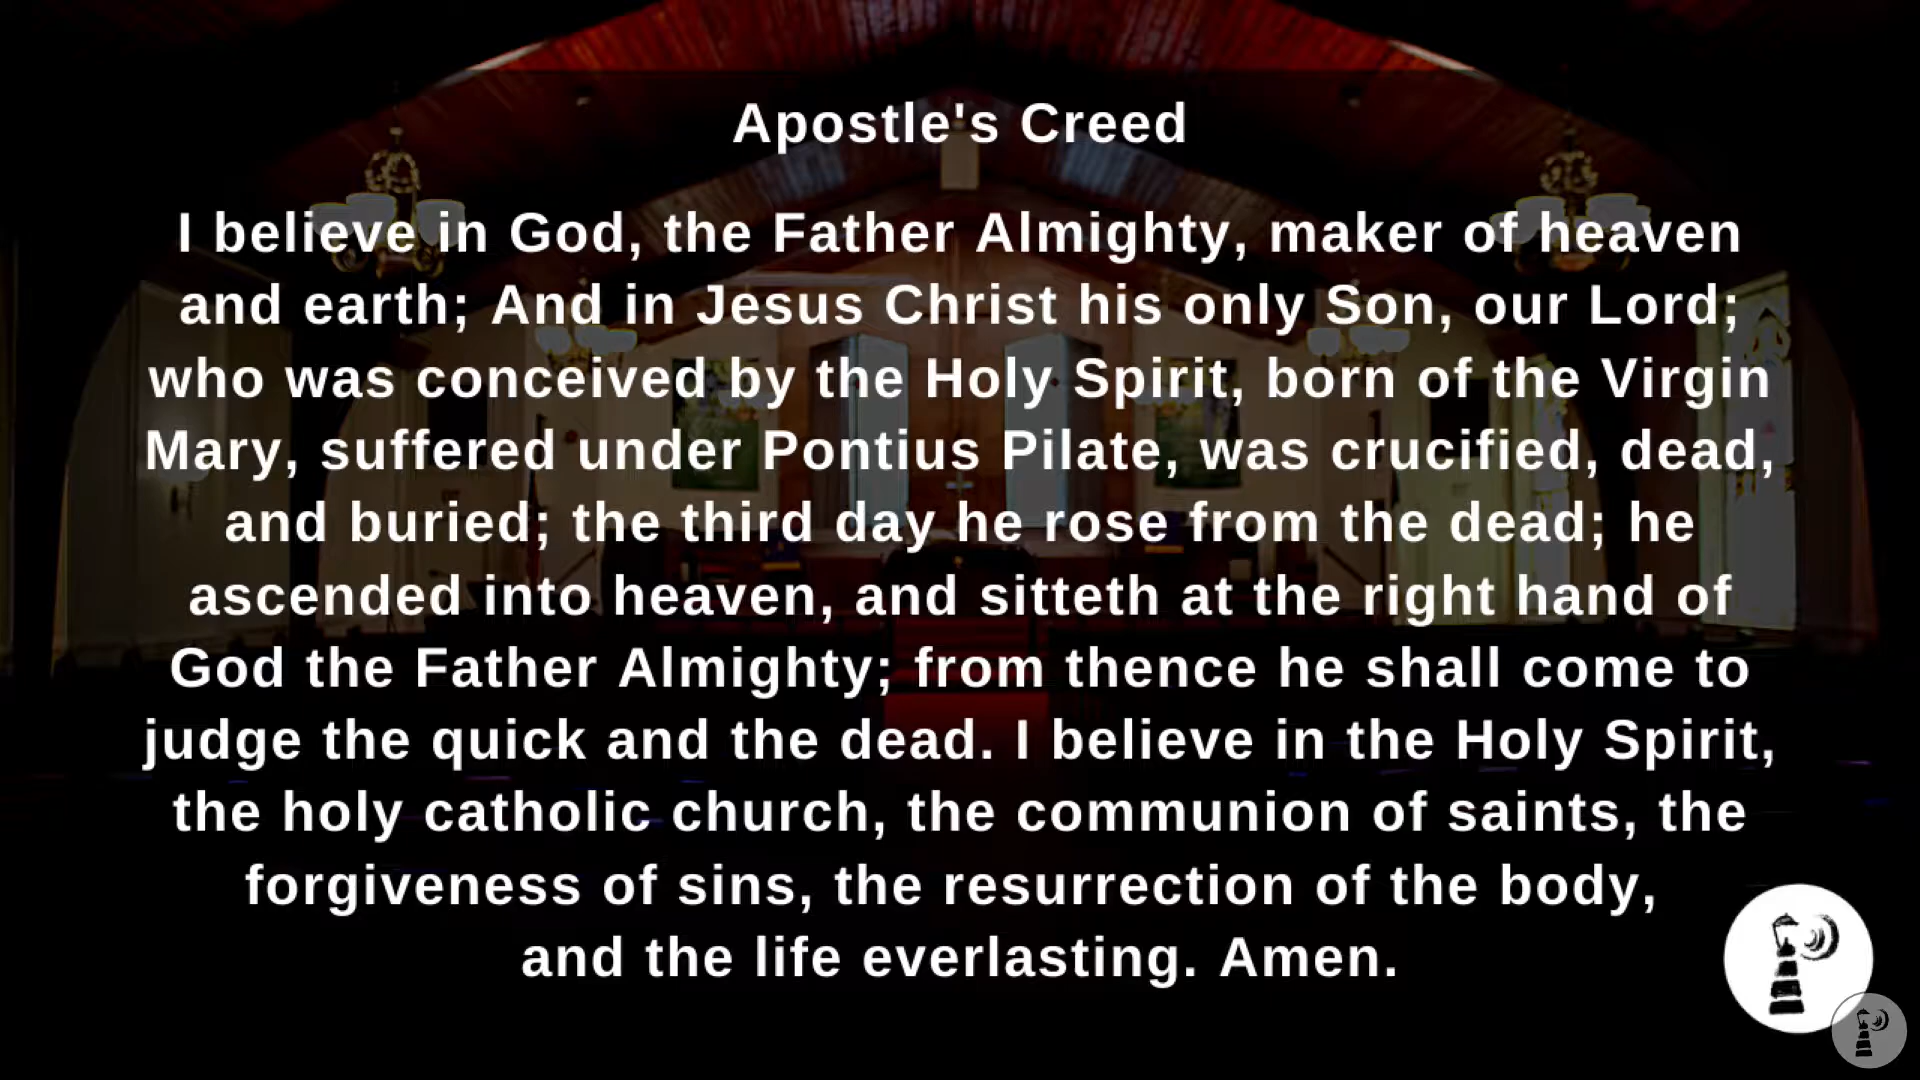 Apostle's Creed
I believe in God, the Father Almighty, maker of heaven
and earth; And in Jesus Christ his only Son, our Lord;
who was conceived by the Holy Spirit, born of the Virgin
Mary, suffered under Pontius Pilate, was crucified, dead,
and buried; the third day he rose from the dead; he
ascended into heaven, and sitteth at the right hand of
God the Father Almighty; from thence he shall come to
judge the quick and the dead. I believe in the Holy Spirit,
the holy catholic church, the communion of saints, the
forgiveness of sins, the resurrection of the body,
and the life everlasting. Amen.